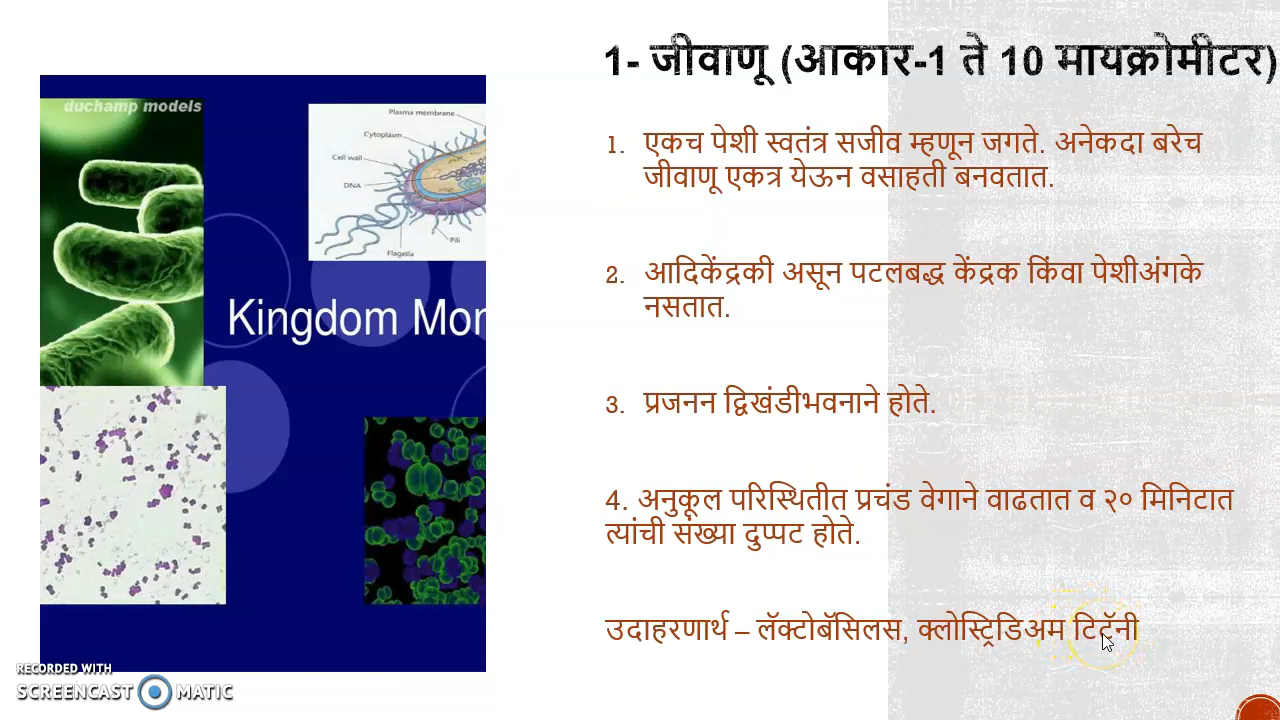 1- जीवाणू (आकार-1 ते 10 मायक्रोमीटर)
duchamp models
Plasma membrane
Cytoplasm
Cell wall
DNA
Pili
Flagella
Kingdom Mon
1. एकच पेशी स्वतंत्र सजीव म्हणून जगते. अनेकदा बरेच
जीवाणू एकत्र येऊन वसाहती बनवतात.
2. आदिकेंद्रकी असून पटलबद्ध केंद्रक किंवा पेशीअंगके
नसतात.
3. प्रजनन द्विखंडीभवनाने होते.
4. अनुकूल परिस्थितीत प्रचंड वेगाने वाढतात व २० मिनिटात
त्यांची संख्या दुप्पट होते.
उदाहरणार्थ – लॅक्टोबॅसिलस, क्लोस्ट्रिडिअम टिटॅनी
RECORDED WITH
SCREENCAST MATIC